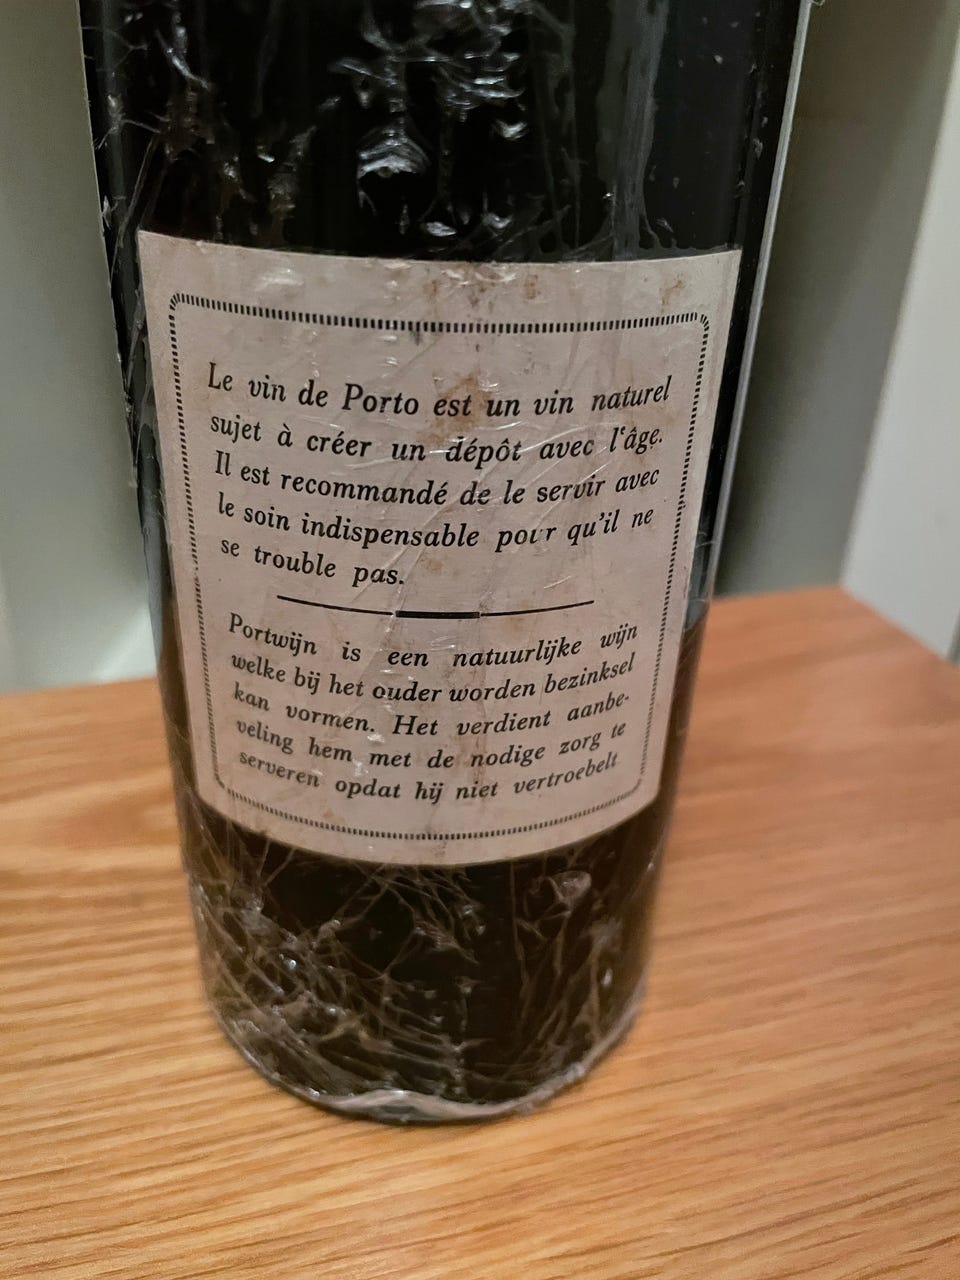 Le vin de Porto est un vin naturel
sujet à créer un dépôt avec l'âge.
Il est recommandé de le servir avec
le soin indispensable pour qu'il ne
se trouble pas.
Portwijn is een natuurlijke wijn
welke bij het ouder worden bezinksel
kan vormen. Het verdient aanbe-
veling hem met de nodige zorg te
serveren opdat hij niet vertroebelt